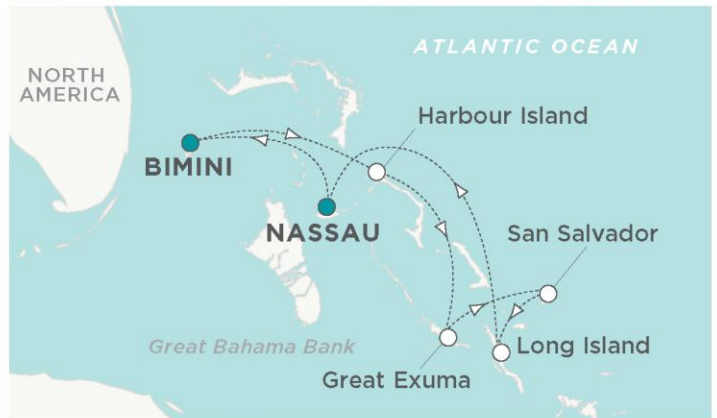 ATLANTIC OCEAN
NORTH
AMERICA
Harbour Island
BIMINI
NASSAU
San Salvador
Great Bahama Bank
Long Island
Great Exuma